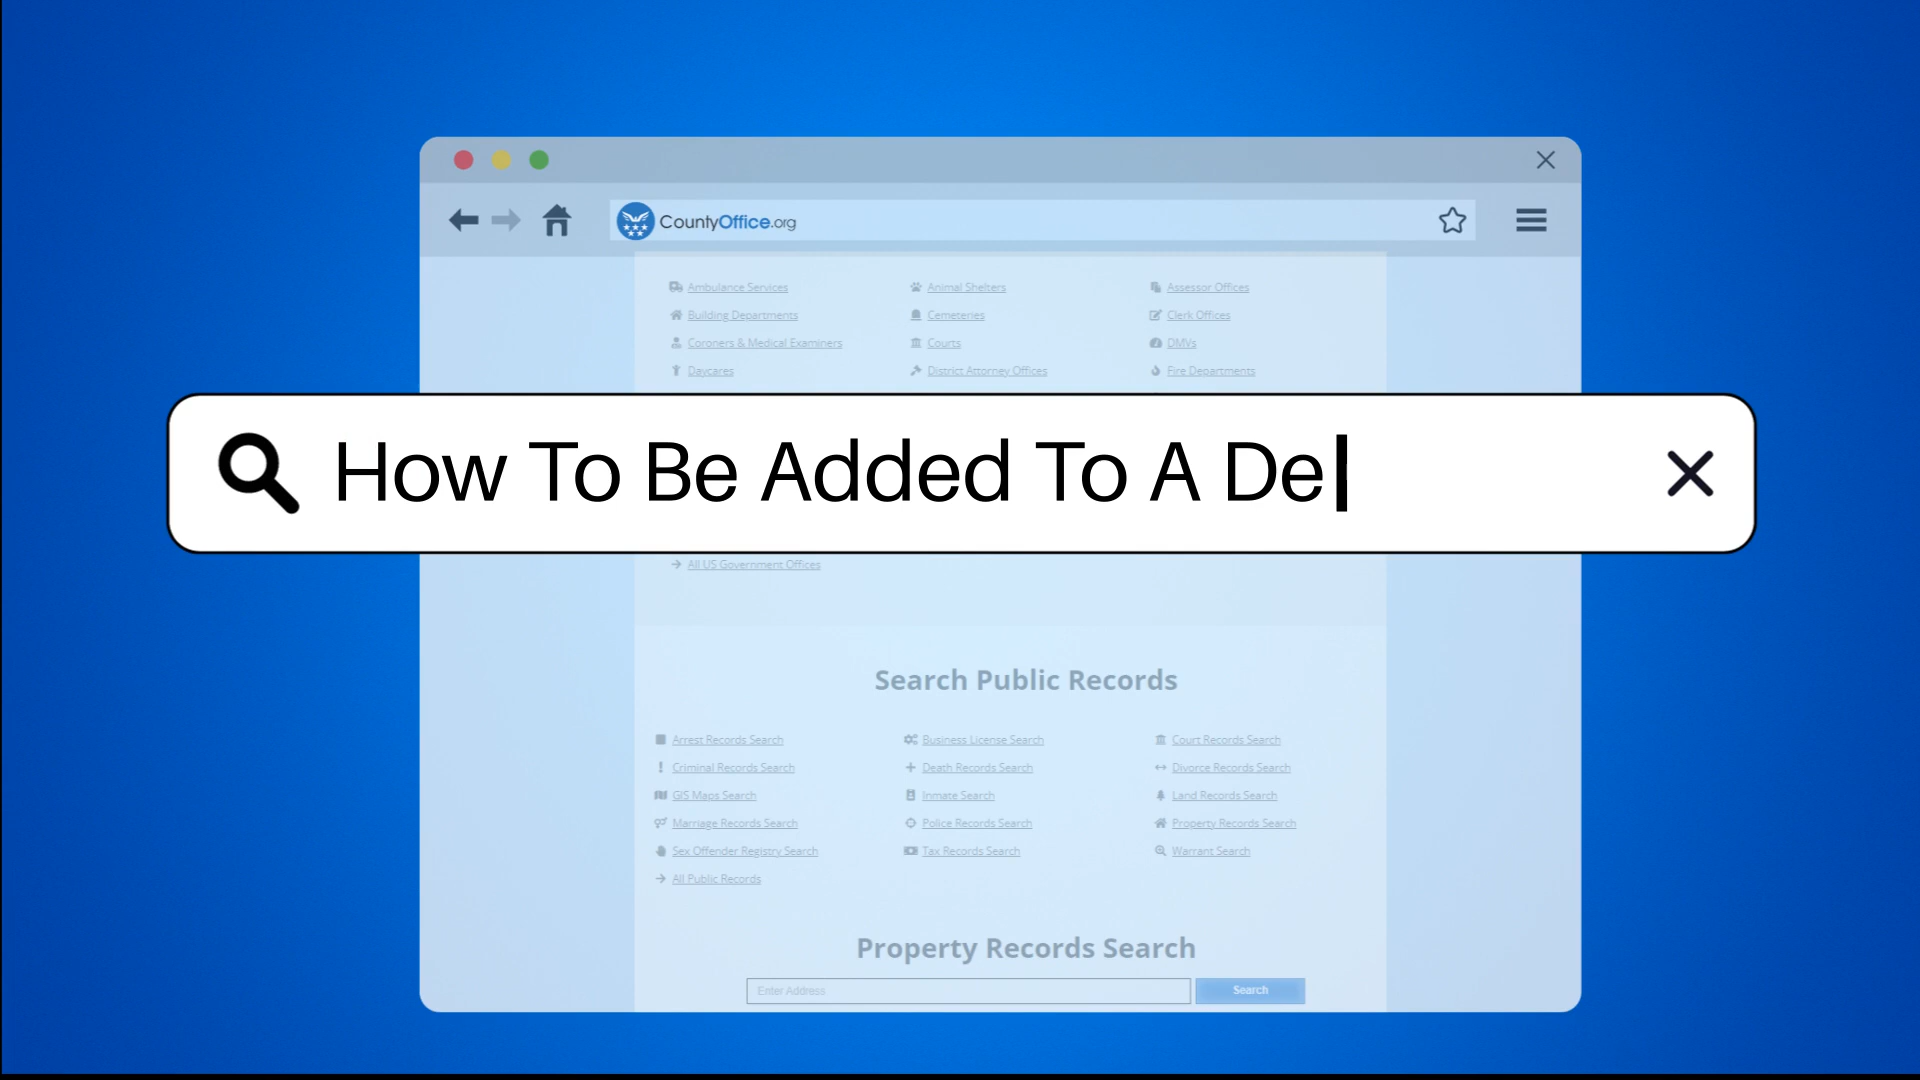 CountyOffice.org
Ambulance Services Animal Shelters Assessor Offices
Building Departments Cemeteries Clerk Offices
Coroners & Medical Examiners Courts DMVs
Daycares District Attorney Offices Fire Departments
How To Be Added To A De
All US Government Offices
Search Public Records
Arrest Records Search Business License Search Court Records Search
Criminal Records Search Death Records Search Divorce Records Search
GIS Maps Search Inmate Search Land Records Search
Marriage Records Search Police Records Search Property Records Search
Sex Offender Registry Search Tax Records Search Warrant Search
All Public Records
Property Records Search
Enter Address Search